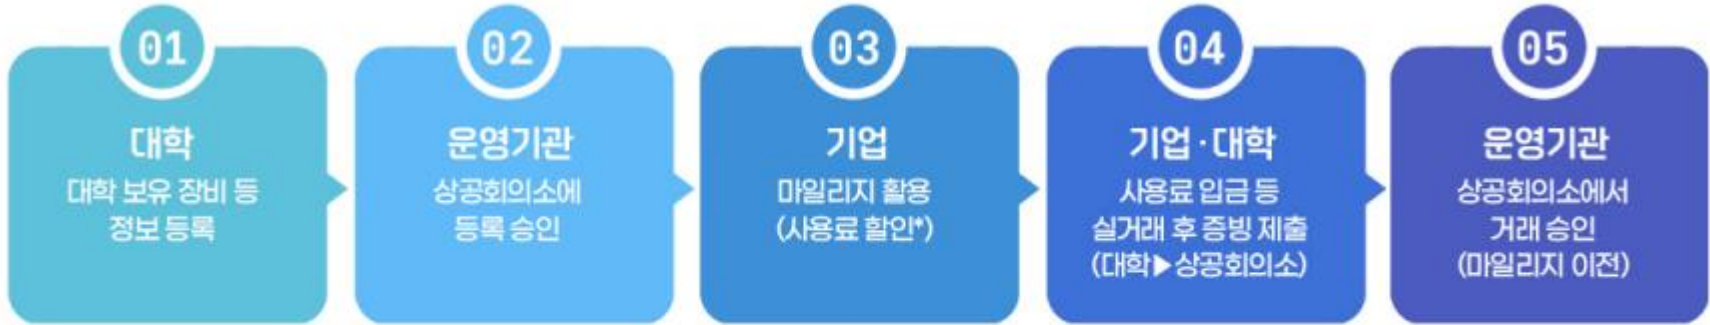 01
대학
대학 보유 장비 등
정보 등록
02
운영기관
상공회의소에
등록 승인
03
기업
마일리지 활용
(사용료 할인*)
04
기업·대학
사용료 입금 등
실거래 후 증빙 제출
(대학▶상공회의소)
05
운영기관
상공회의소에서
거래 승인
(마일리지 이전)